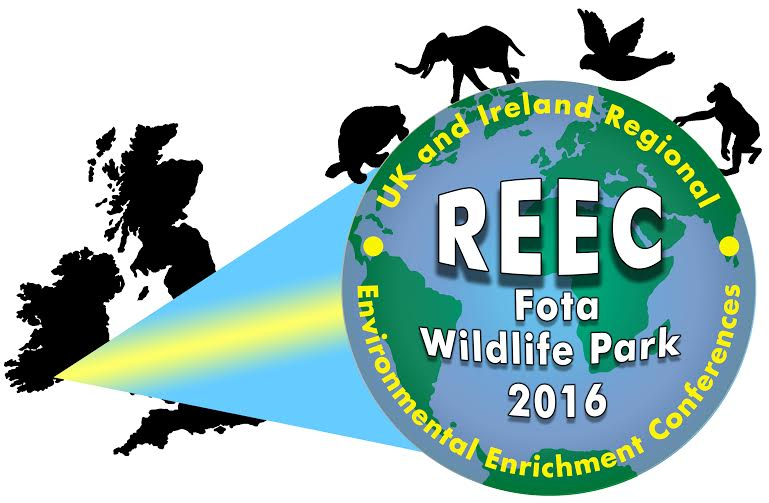 UK and Ireland Regional
REEC
Fota
Wildlife Park
2016
Environmental Enrichment Conferences